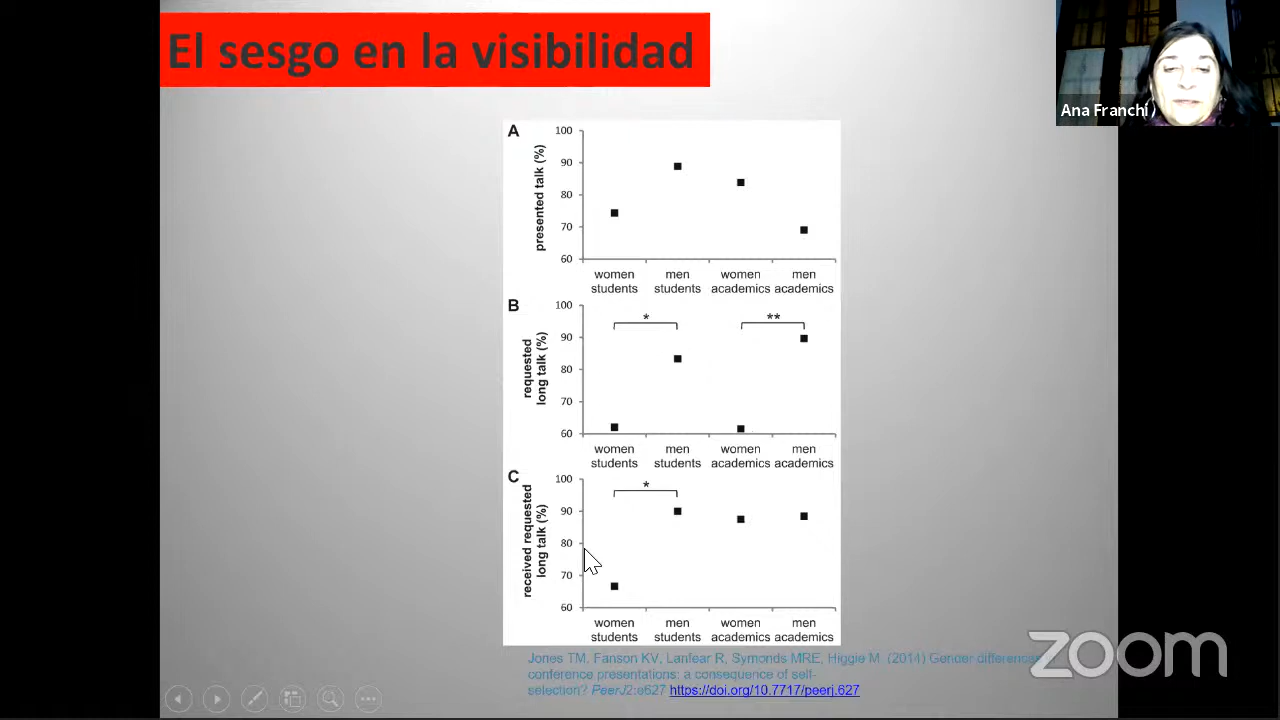 El sesgo en la visibilidad
Ana Franchi
A
presented talk (%)
100
90
80
70
60
women students
men students
women academics
men academics
B
requested long talk (%)
100
90
80
70
60
*
**
women students
men students
women academics
men academics
C
received requested long talk (%)
100
90
80
70
60
*
women students
men students
women academics
men academics
Jones TM, Fanson KV, Lanfear R, Symonds MRE, Higgie M (2014) Gender differences
conference presentations: a consequence of self-
selection? PeerJ2:e627 https://doi.org/10.7717/peerj.627
zoom